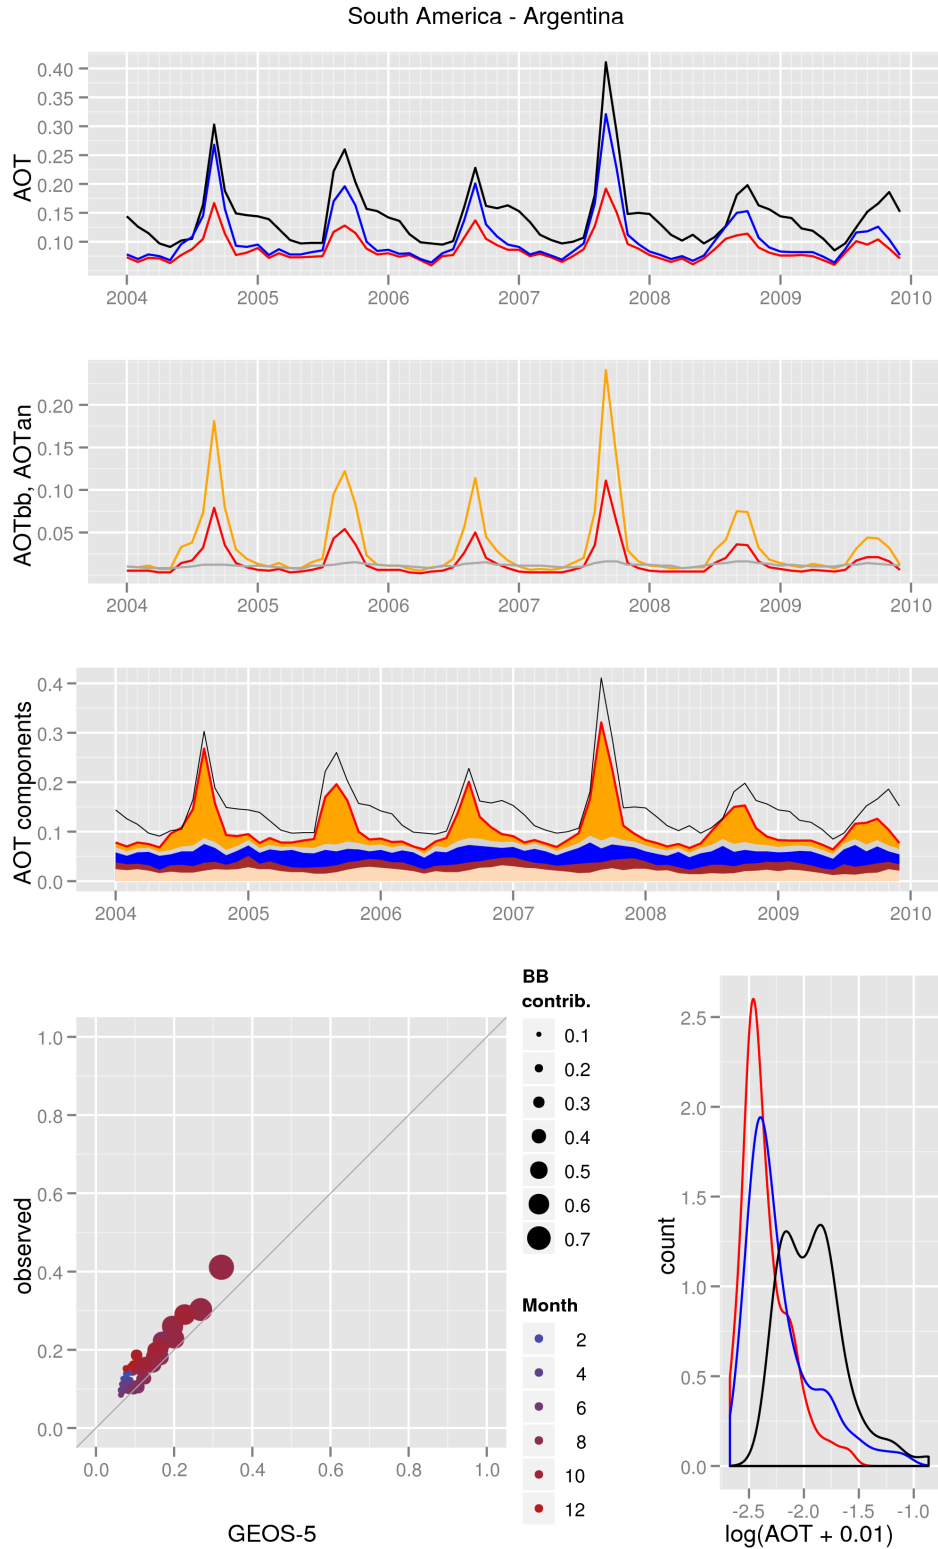 South America - Argentina
AOT
0.40
0.35
0.30
0.25
0.20
0.15
0.10
2004 2005 2006 2007 2008 2009 2010
AOTbb, AOTan
0.20
0.15
0.10
0.05
2004 2005 2006 2007 2008 2009 2010
AOT components
0.4
0.3
0.2
0.1
0.0
2004 2005 2006 2007 2008 2009 2010
observed
1.0
0.8
0.6
0.4
0.2
0.0
0.0 0.2 0.4 0.6 0.8 1.0
GEOS-5
BB
contrib.
0.1
0.2
0.3
0.4
0.5
0.6
0.7
Month
2
4
6
8
10
12
count
2.5
2.0
1.5
1.0
0.5
0.0
-2.5 -2.0 -1.5 -1.0
log(AOT + 0.01)